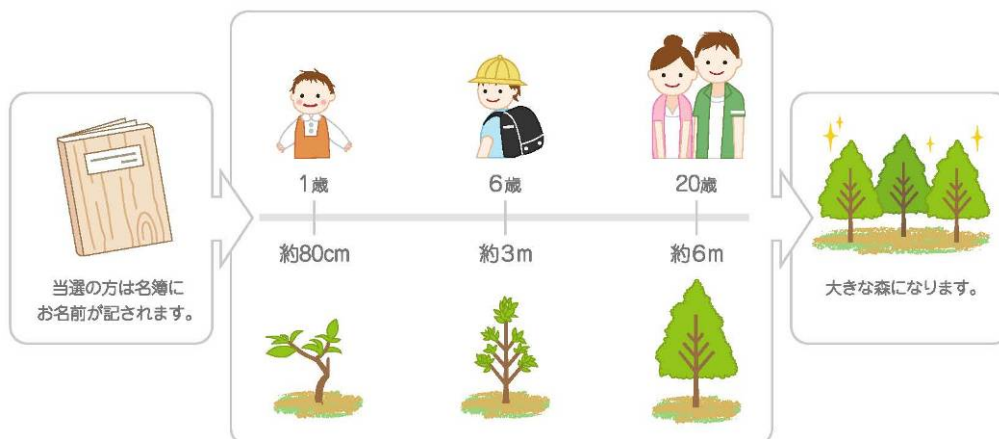 当選の方は名簿に
お名前が記されます。
1歳
6歳
20歳
約80cm
約3m
約6m
大きな森になります。